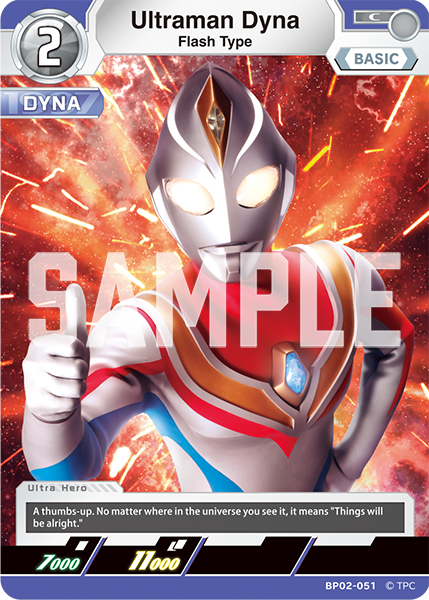 2
Ultraman Dyna
Flash Type
C
BASIC
DYNA
SAMPLE
Ultra Hero
A thumbs-up. No matter where in the universe you see it, it means "Things will
be alright."
7000
11000
BP02-051 © TPC